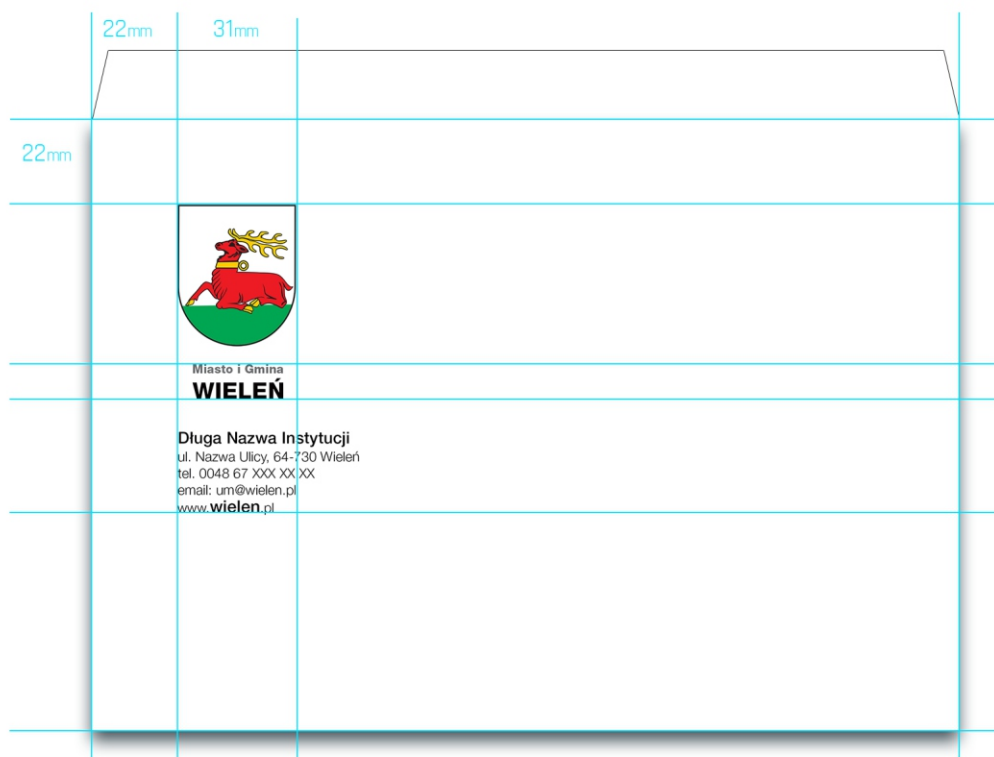 22mm 31mm
22mm
Miasto i Gmina
WIELEŃ
Długa Nazwa Instytucji
ul. Nazwa Ulicy, 64-730 Wieleń
tel. 0048 67 XXX XX XX
email: um@wielen.pl
www.wielen.pl